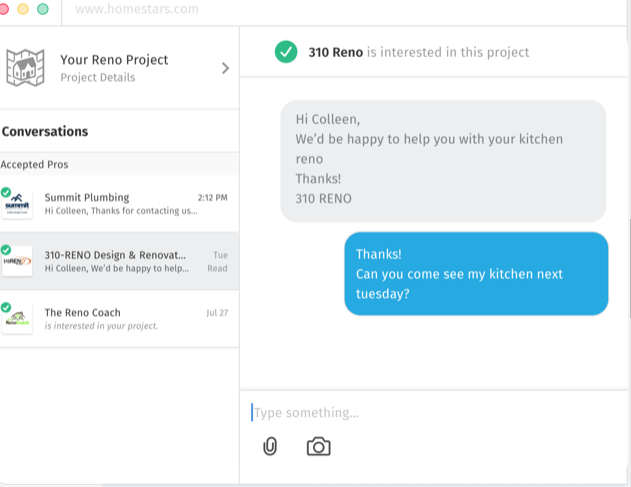 www.homestars.com
Your Reno Project
Project Details
Conversations
Accepted Pros
Summit Plumbing 2:12 PM
Hi Colleen, Thanks for contacting us...
310-RENO Design & Renovat... Tue
Hi Colleen, We'd be happy to help... Read
The Reno Coach Jul 27
is interested in your project.
310 Reno is interested in this project
Hi Colleen,
We'd be happy to help you with your kitchen
reno
Thanks!
310 RENO
Thanks!
Can you come see my kitchen next
tuesday?
Type something...
summit